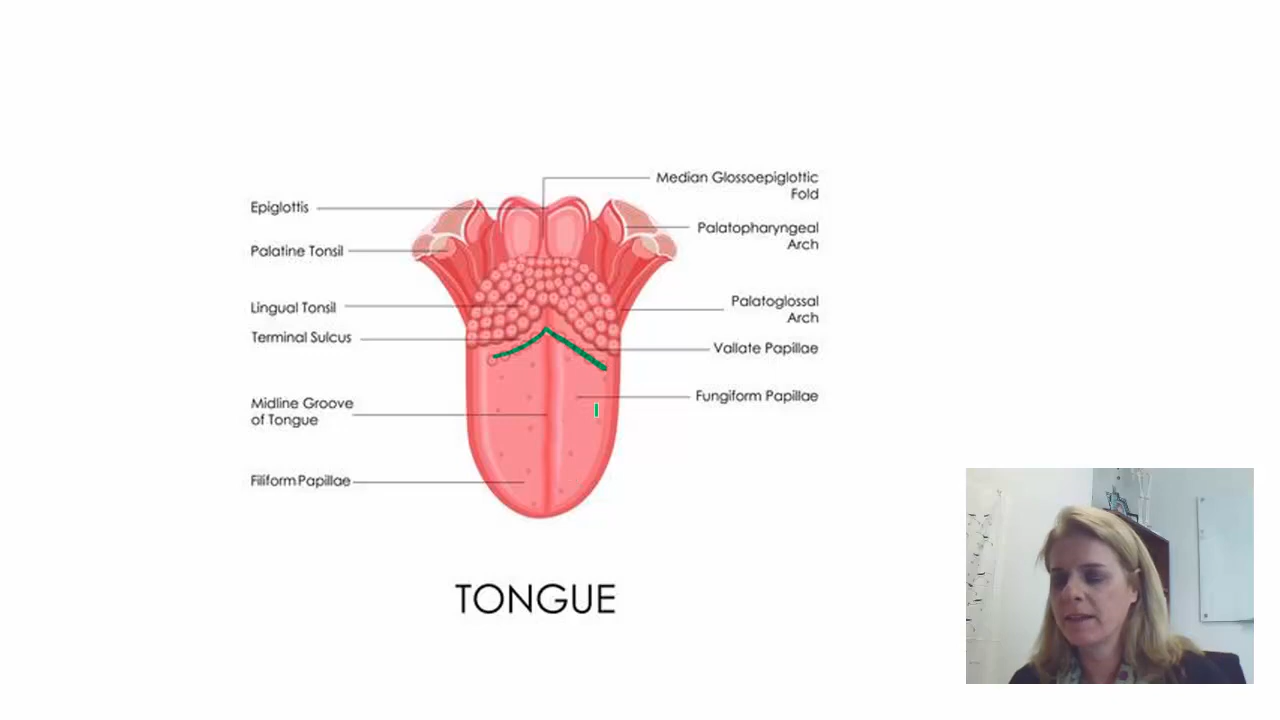 Median Glossoepiglottic
Fold
Epiglottis
Palatopharyngeal
Arch
Palatine Tonsil
Palatoglossal
Arch
Lingual Tonsil
Terminal Sulcus
Vallate Papillae
Fungiform Papillae
Midline Groove
of Tongue
Filiform Papillae
TONGUE